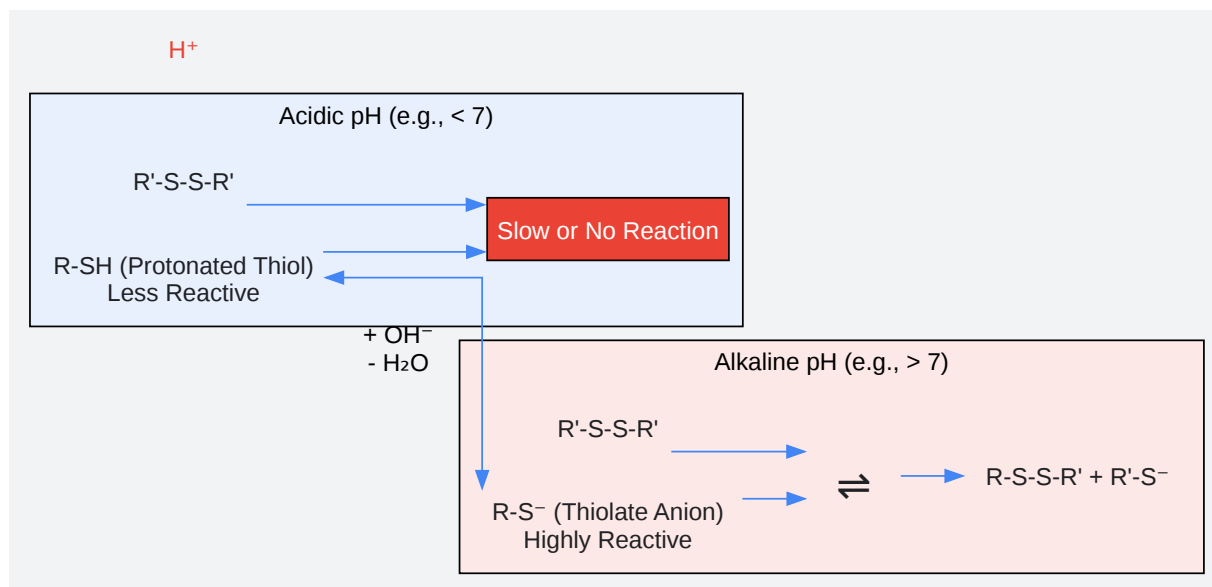 H⁺
Acidic pH (e.g., < 7)
R'-S-S-R'
Slow or No Reaction
R-SH (Protonated Thiol)
Less Reactive
+ OH⁻
- H₂O
Alkaline pH (e.g., > 7)
R'-S-S-R'
⇌
R-S-S-R' + R'-S⁻
R-S⁻ (Thiolate Anion)
Highly Reactive